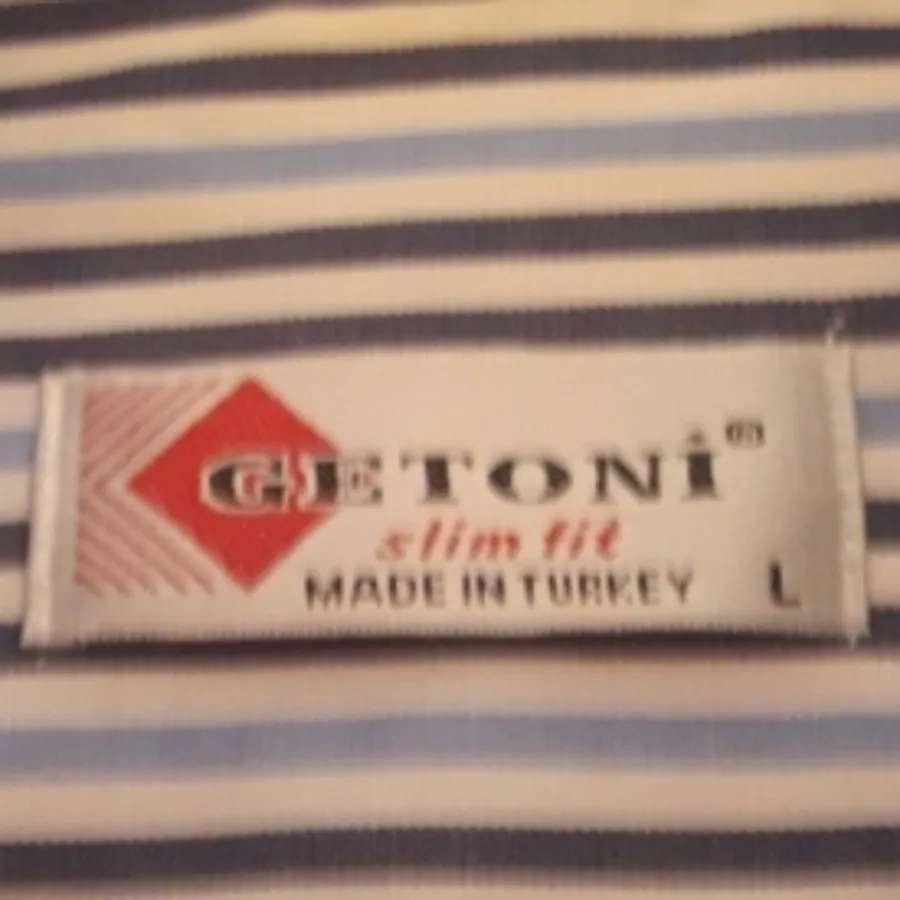 GETONİ®
slim fit
MADE IN TURKEY L